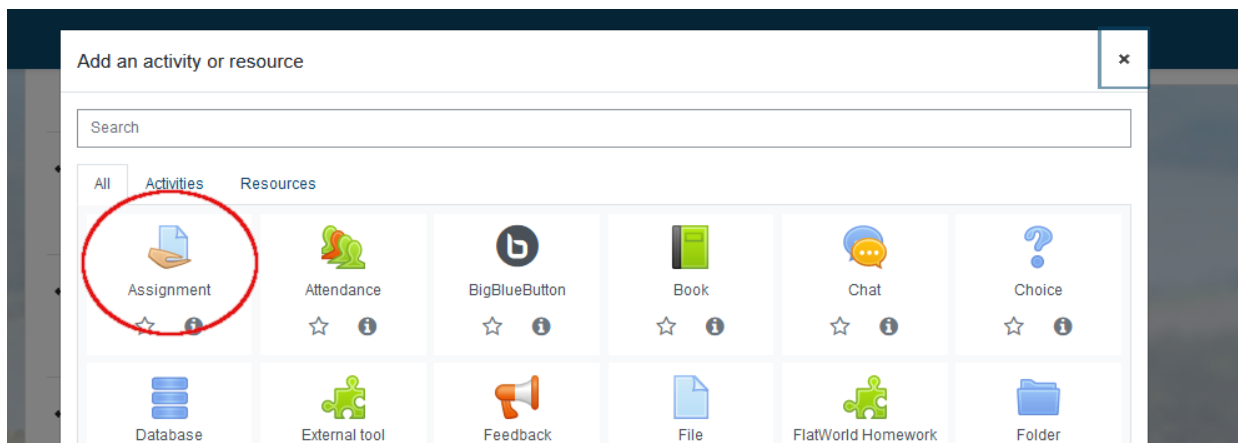 Add an activity or resource
×
Search
All Activities Resources
Assignment Attendance BigBlueButton Book Chat Choice
Database External tool Feedback File FlatWorld Homework Folder